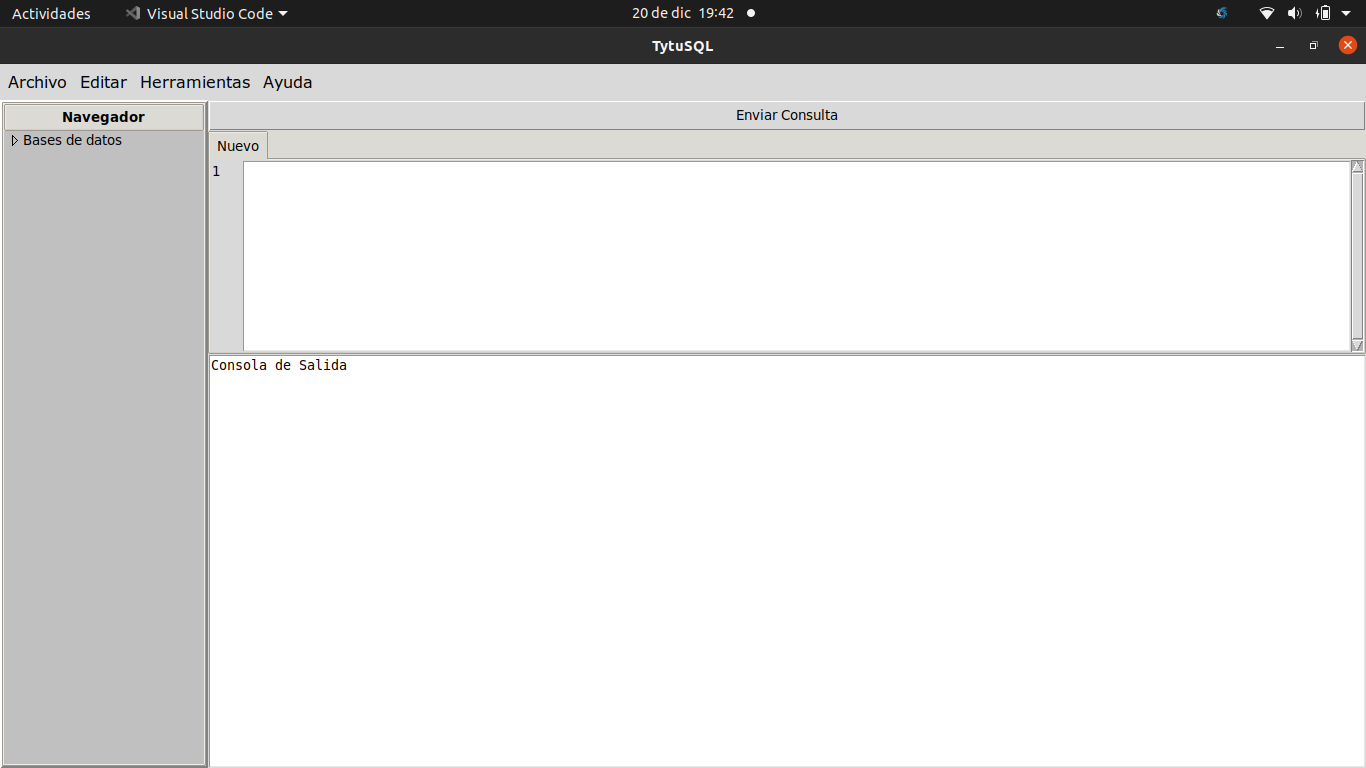 Actividades Visual Studio Code 20 de dic 19:42
TytuSQL
Archivo Editar Herramientas Ayuda
Navegador
Bases de datos
Enviar Consulta
Nuevo
1
Consola de Salida